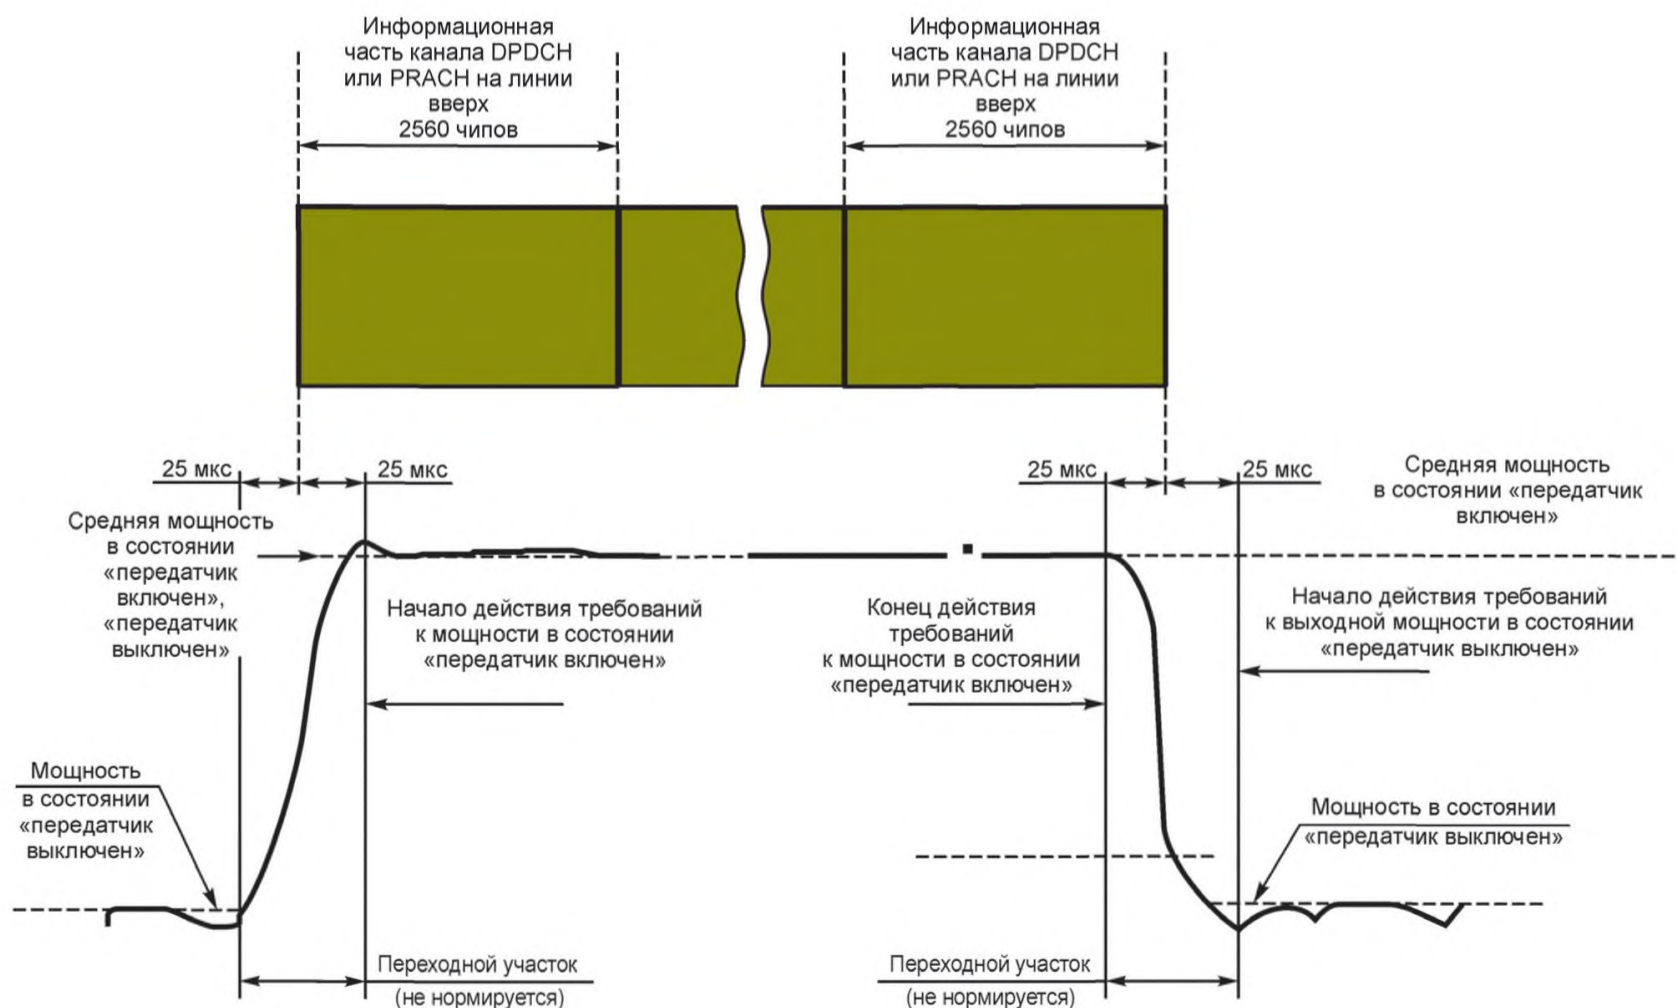 Информационная
часть канала DPDCH
или PRACH на линии
вверх
2560 чипов
Информационная
часть канала DPDCH
или PRACH на линии
вверх
2560 чипов
25 мкс
25 мкс
25 мкс
25 мкс
Средняя мощность
в состоянии «передатчик
включен»
Средняя мощность
в состоянии
«передатчик
включен»,
«передатчик
выключен»
Начало действия требований
к мощности в состоянии
«передатчик включен»
Конец действия
требований
к мощности в состоянии
«передатчик включен»
Начало действия требований
к выходной мощности в состоянии
«передатчик выключен»
Мощность
в состоянии
«передатчик
выключен»
Мощность в состоянии
«передатчик выключен»
Переходной участок
(не нормируется)
Переходной участок
(не нормируется)